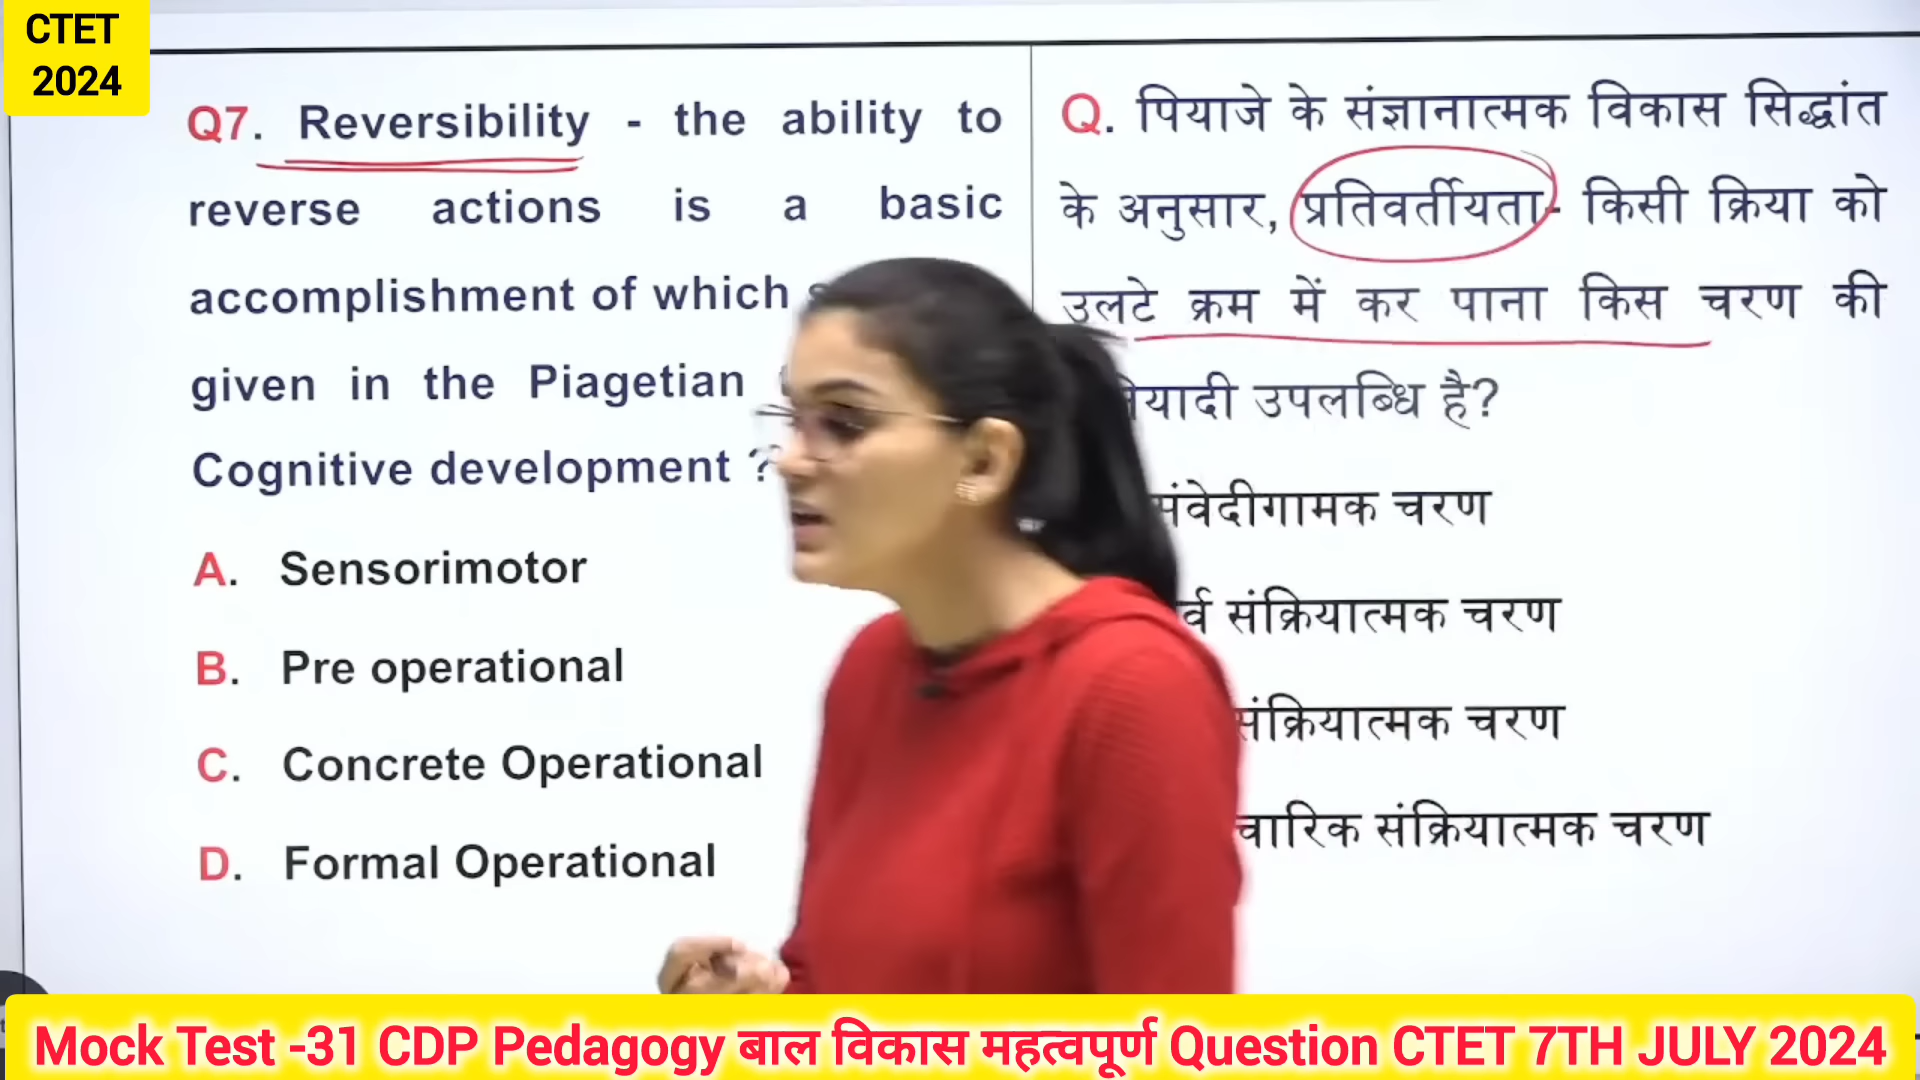 CTET
2024
Q7. Reversibility - the ability to
reverse actions is a basic
accomplishment of which
given in the Piagetian
Cognitive development ?
A. Sensorimotor
B. Pre operational
C. Concrete Operational
D. Formal Operational
Q. पियाजे के संज्ञानात्मक विकास सिद्धांत
के अनुसार, प्रतिवर्तीयता- किसी क्रिया को
उलटे क्रम में कर पाना किस चरण की
उपलब्धि है?
चरण
संक्रियात्मक चरण
संक्रियात्मक चरण
संक्रियात्मक चरण
Mock Test -31 CDP Pedagogy बाल विकास महत्वपूर्ण Question CTET 7TH JULY 2024